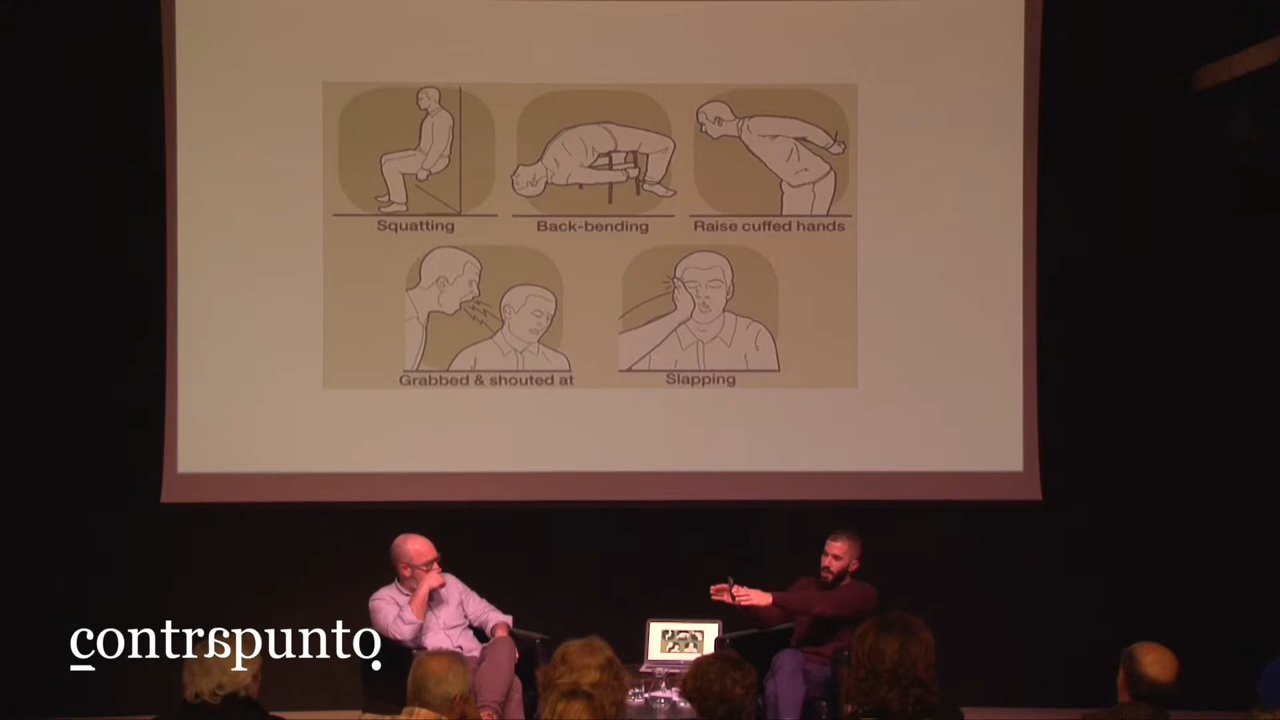 Squatting
Back-bending
Raise cuffed hands
Grabbed & shouted at
Slapping
contrapunto